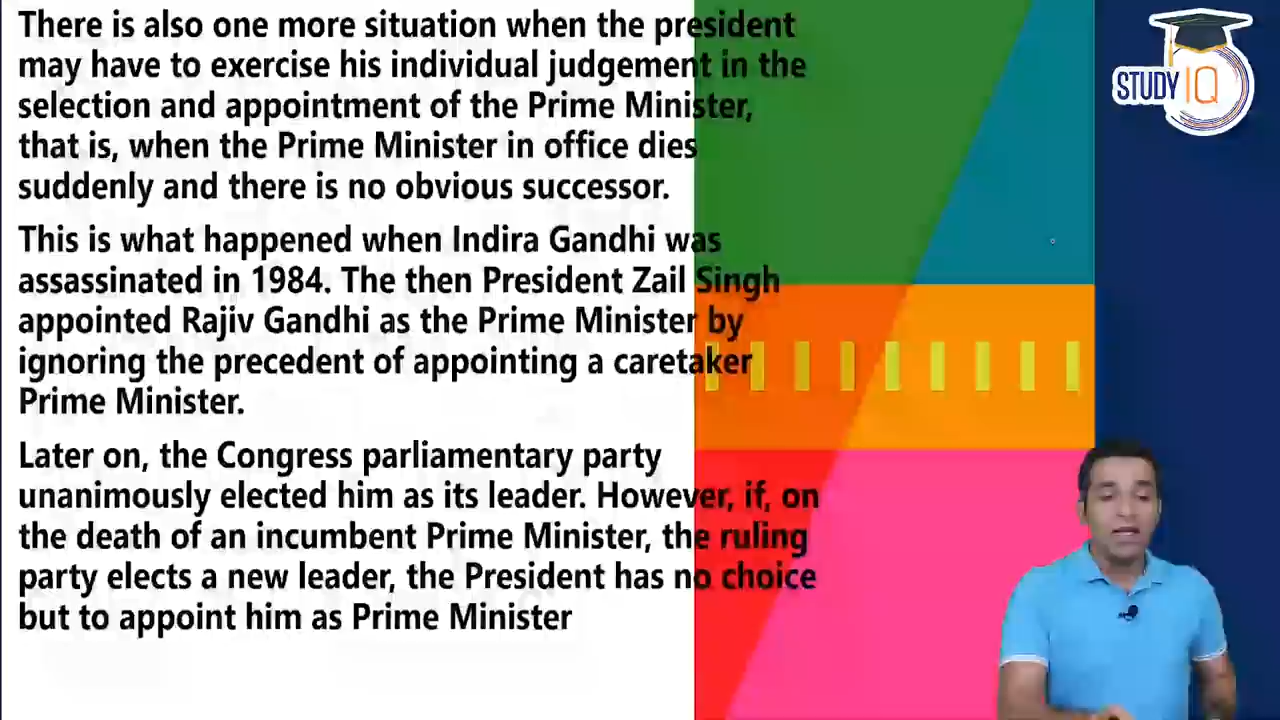 There is also one more situation when the president
may have to exercise his individual judgement in the
selection and appointment of the Prime Minister,
that is, when the Prime Minister in office dies
suddenly and there is no obvious successor.
This is what happened when Indira Gandhi was
assassinated in 1984. The then President Zail Singh
appointed Rajiv Gandhi as the Prime Minister by
ignoring the precedent of appointing a caretaker
Prime Minister.
Later on, the Congress parliamentary party
unanimously elected him as its leader. However, if, on
the death of an incumbent Prime Minister, the ruling
party elects a new leader, the President has no choice
but to appoint him as Prime Minister
STUDY IQ